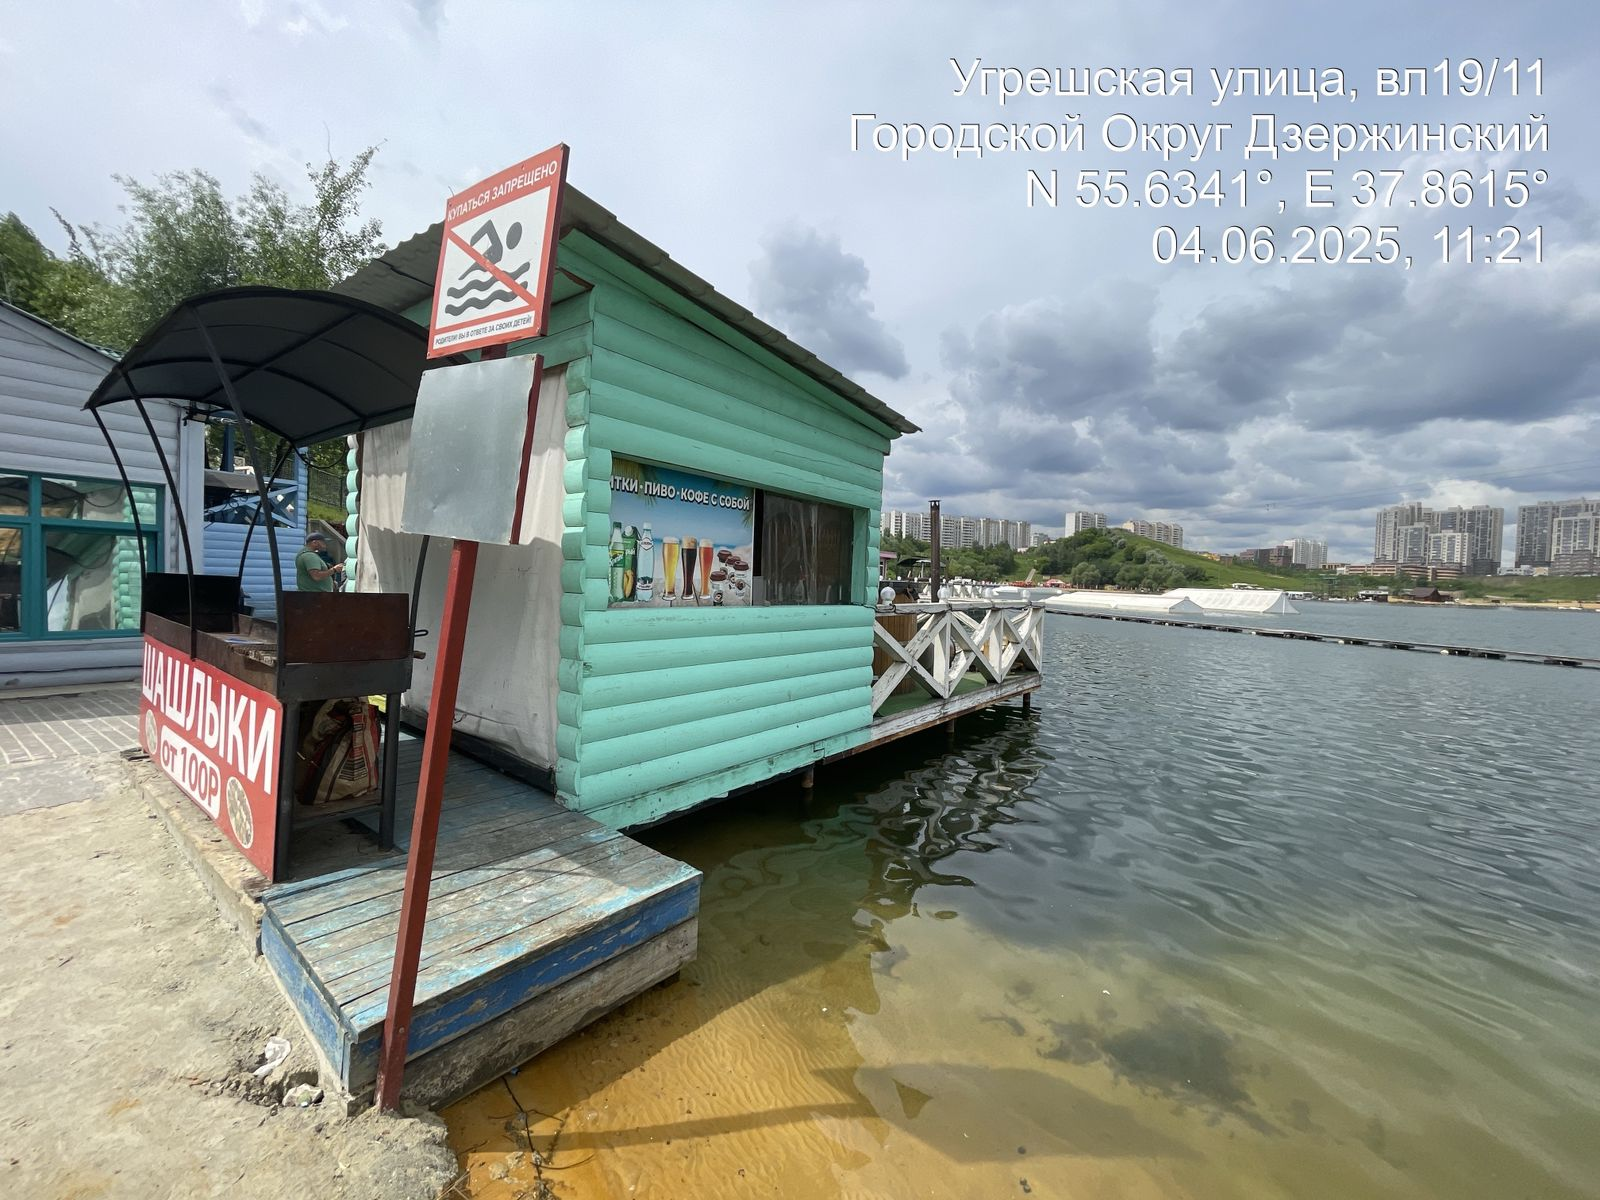 Угрешская улица, вл19/11
Городской Округ Дзержинский
N 55.6341°, E 37.8615°
04.06.2025, 11:21
КУПАТЬСЯ ЗАПРЕЩЕНО
РОДИТЕЛИ! ВЫ В ОТВЕТЕ ЗА СВОИХ ДЕТЕЙ!
ИТКИ·ПИВО·КОФЕ С СОБОЙ
ШАШЛЫКИ
от 100Р